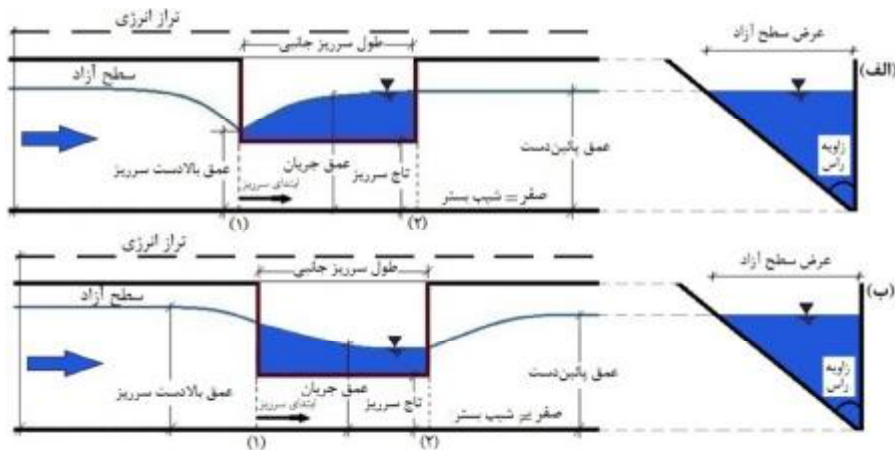 تراز انرژی
طول سرریز جانبی
عرض سطح آزاد
(الف)
سطح آزاد
عمق پائین‌دست
زاویه
راس
عمق بالادست سرریز
عمق جریان
تاج سرریز
ابتدای سرریز
صفر = شیب بستر
(۱)
(۲)
تراز انرژی
طول سرریز جانبی
عرض سطح آزاد
(ب)
سطح آزاد
عمق پائین‌دست
زاویه
راس
عمق بالادست سرریز
عمق جریان
تاج سرریز
ابتدای سرریز
صفر ≠ شیب بستر
(۱)
(۲)